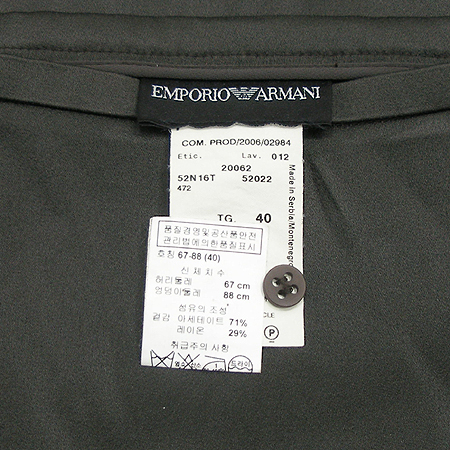 EMPORIO ARMANI
COM. PROD/2006/02984
Etic. Lav. 012
20062
52N16T 52022
472
TG. 40
Made in Serbia/Montenegro
품질경영및공산품안전
관리법에의한품질표시
호칭 67-88 (40)
신체치수
허리둘레 67 cm
엉덩이둘레 88 cm
섬유의 조성
겉감 아세테이트 71%
레이온 29%
취급주의 사항
드라이
CLE
P